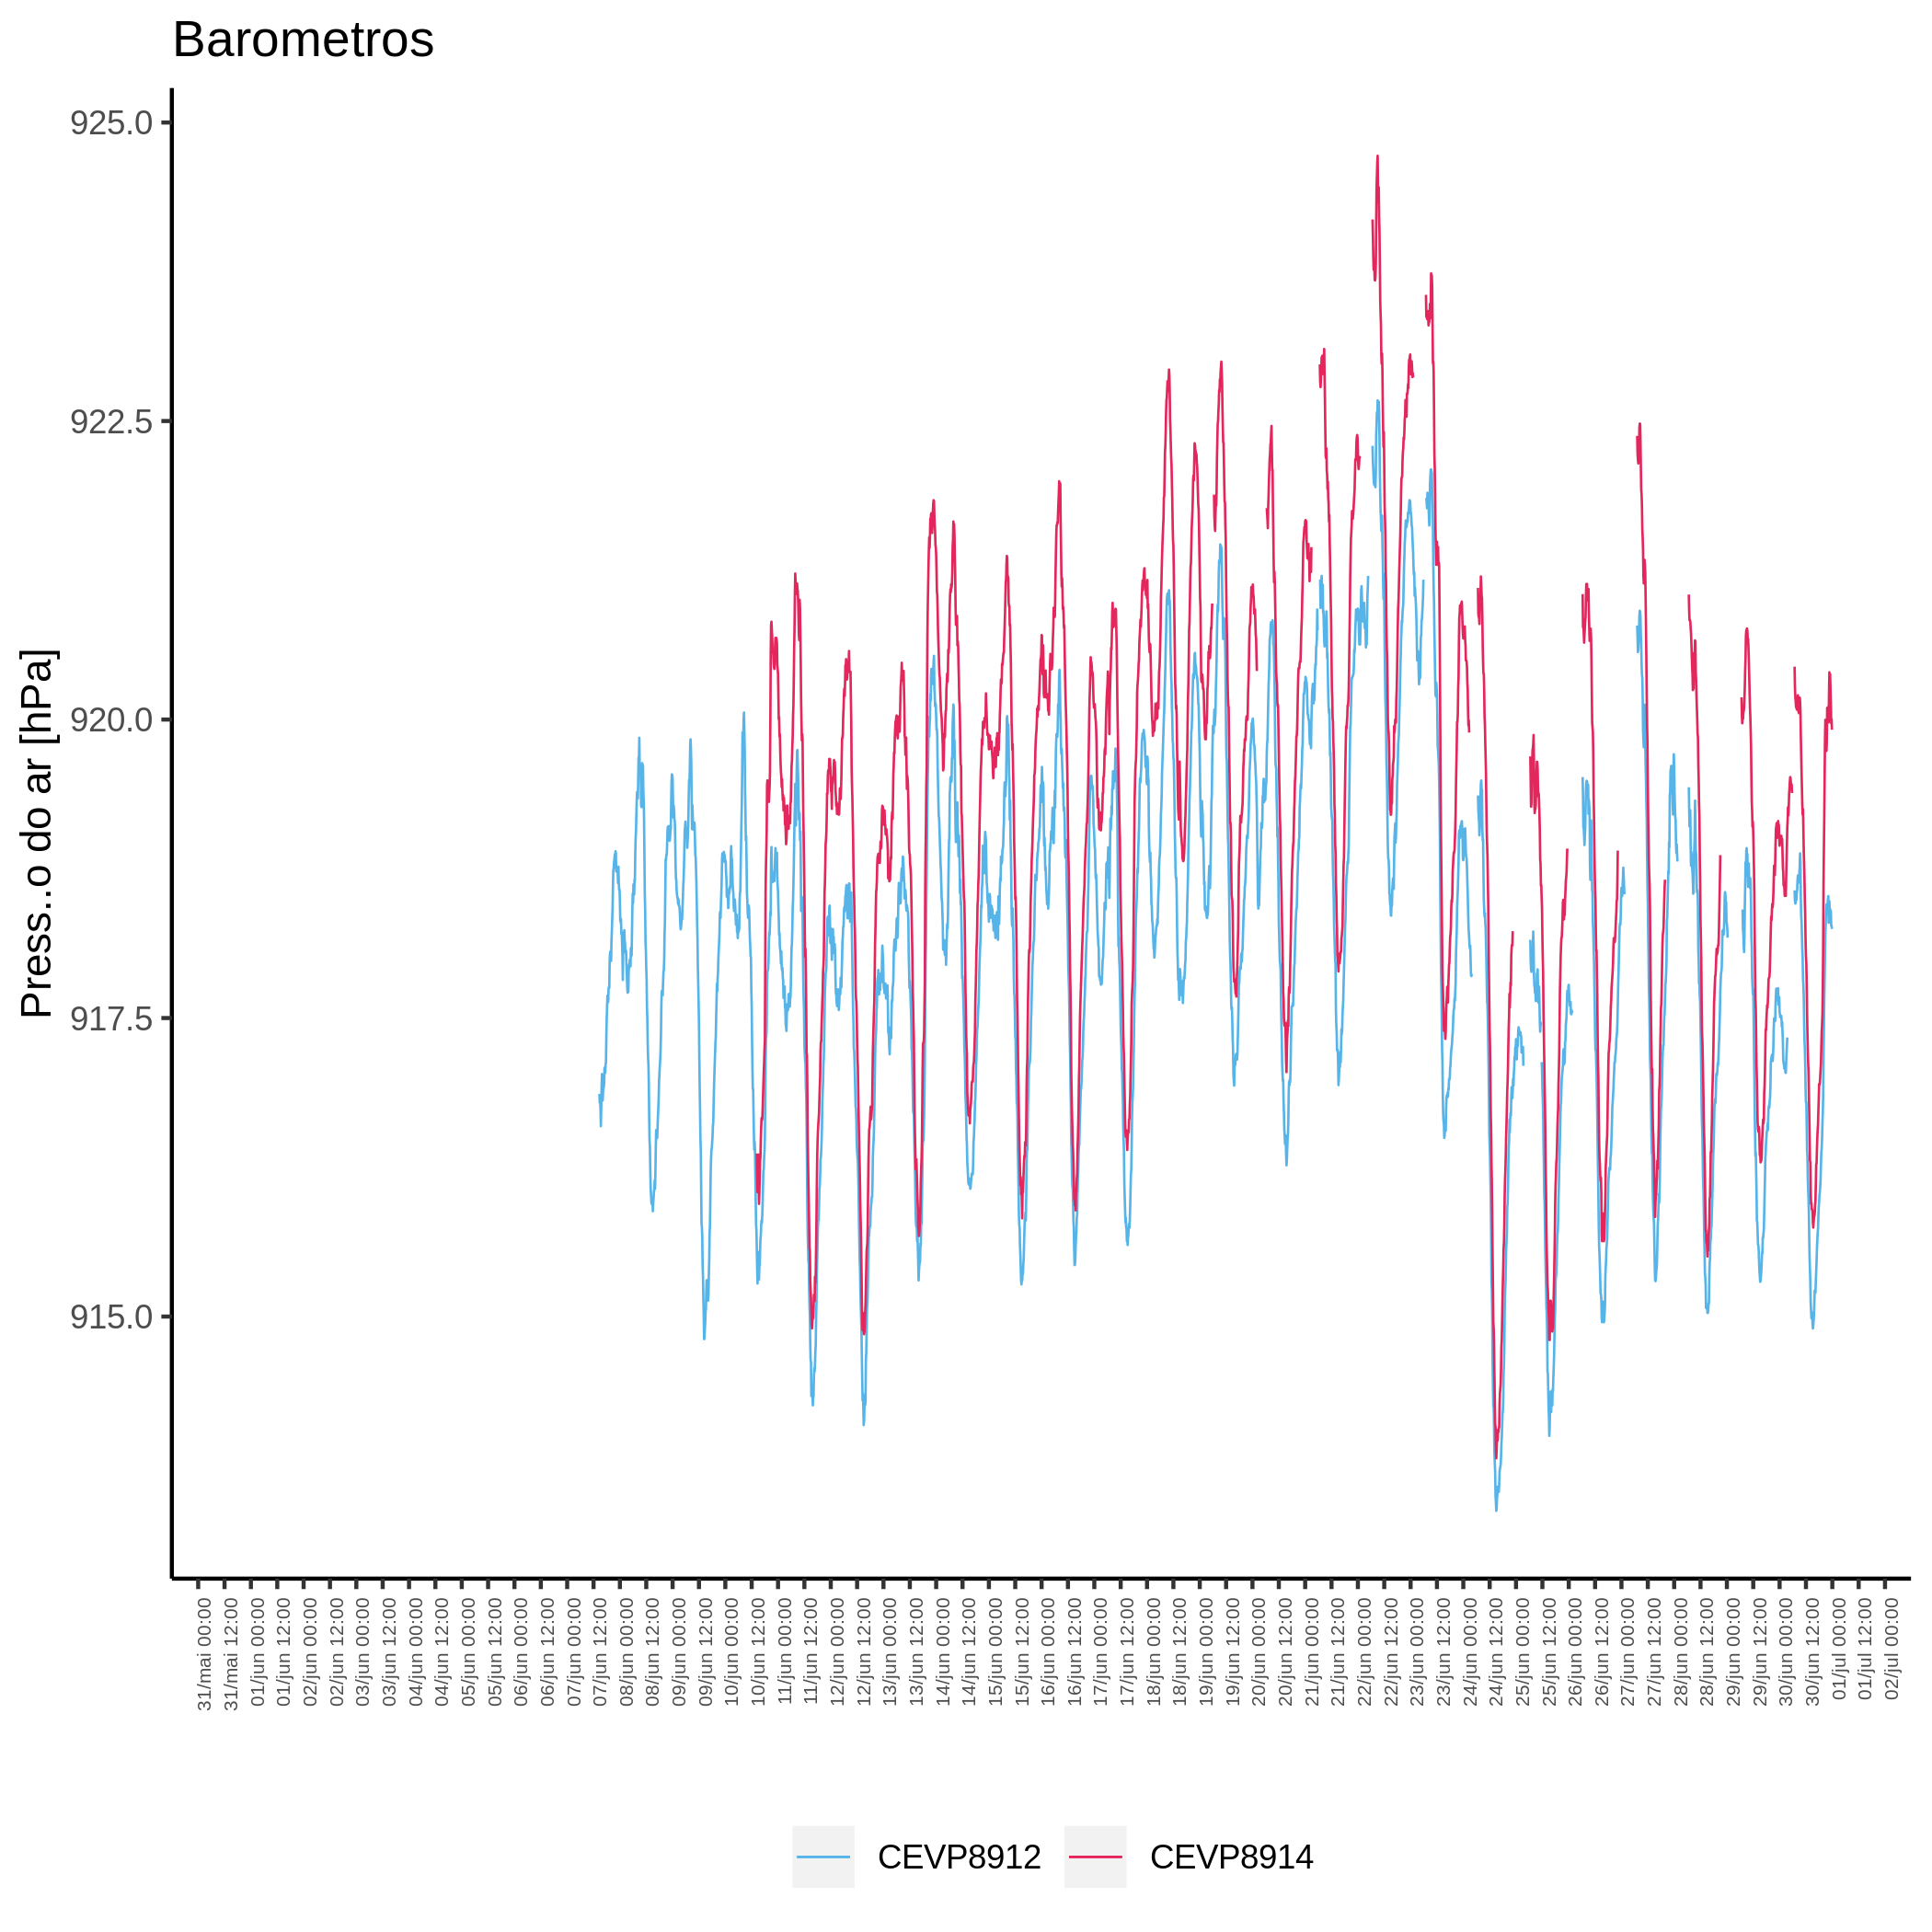 Barometros
Press..o do ar [hPa]
925.0
922.5
920.0
917.5
915.0
31/mai 00:00
31/mai 12:00
01/jun 00:00
01/jun 12:00
02/jun 00:00
02/jun 12:00
03/jun 00:00
03/jun 12:00
04/jun 00:00
04/jun 12:00
05/jun 00:00
05/jun 12:00
06/jun 00:00
06/jun 12:00
07/jun 00:00
07/jun 12:00
08/jun 00:00
08/jun 12:00
09/jun 00:00
09/jun 12:00
10/jun 00:00
10/jun 12:00
11/jun 00:00
11/jun 12:00
12/jun 00:00
12/jun 12:00
13/jun 00:00
13/jun 12:00
14/jun 00:00
14/jun 12:00
15/jun 00:00
15/jun 12:00
16/jun 00:00
16/jun 12:00
17/jun 00:00
17/jun 12:00
18/jun 00:00
18/jun 12:00
19/jun 00:00
19/jun 12:00
20/jun 00:00
20/jun 12:00
21/jun 00:00
21/jun 12:00
22/jun 00:00
22/jun 12:00
23/jun 00:00
23/jun 12:00
24/jun 00:00
24/jun 12:00
25/jun 00:00
25/jun 12:00
26/jun 00:00
26/jun 12:00
27/jun 00:00
27/jun 12:00
28/jun 00:00
28/jun 12:00
29/jun 00:00
29/jun 12:00
30/jun 00:00
30/jun 12:00
01/jul 00:00
01/jul 12:00
02/jul 00:00
CEVP8912
CEVP8914